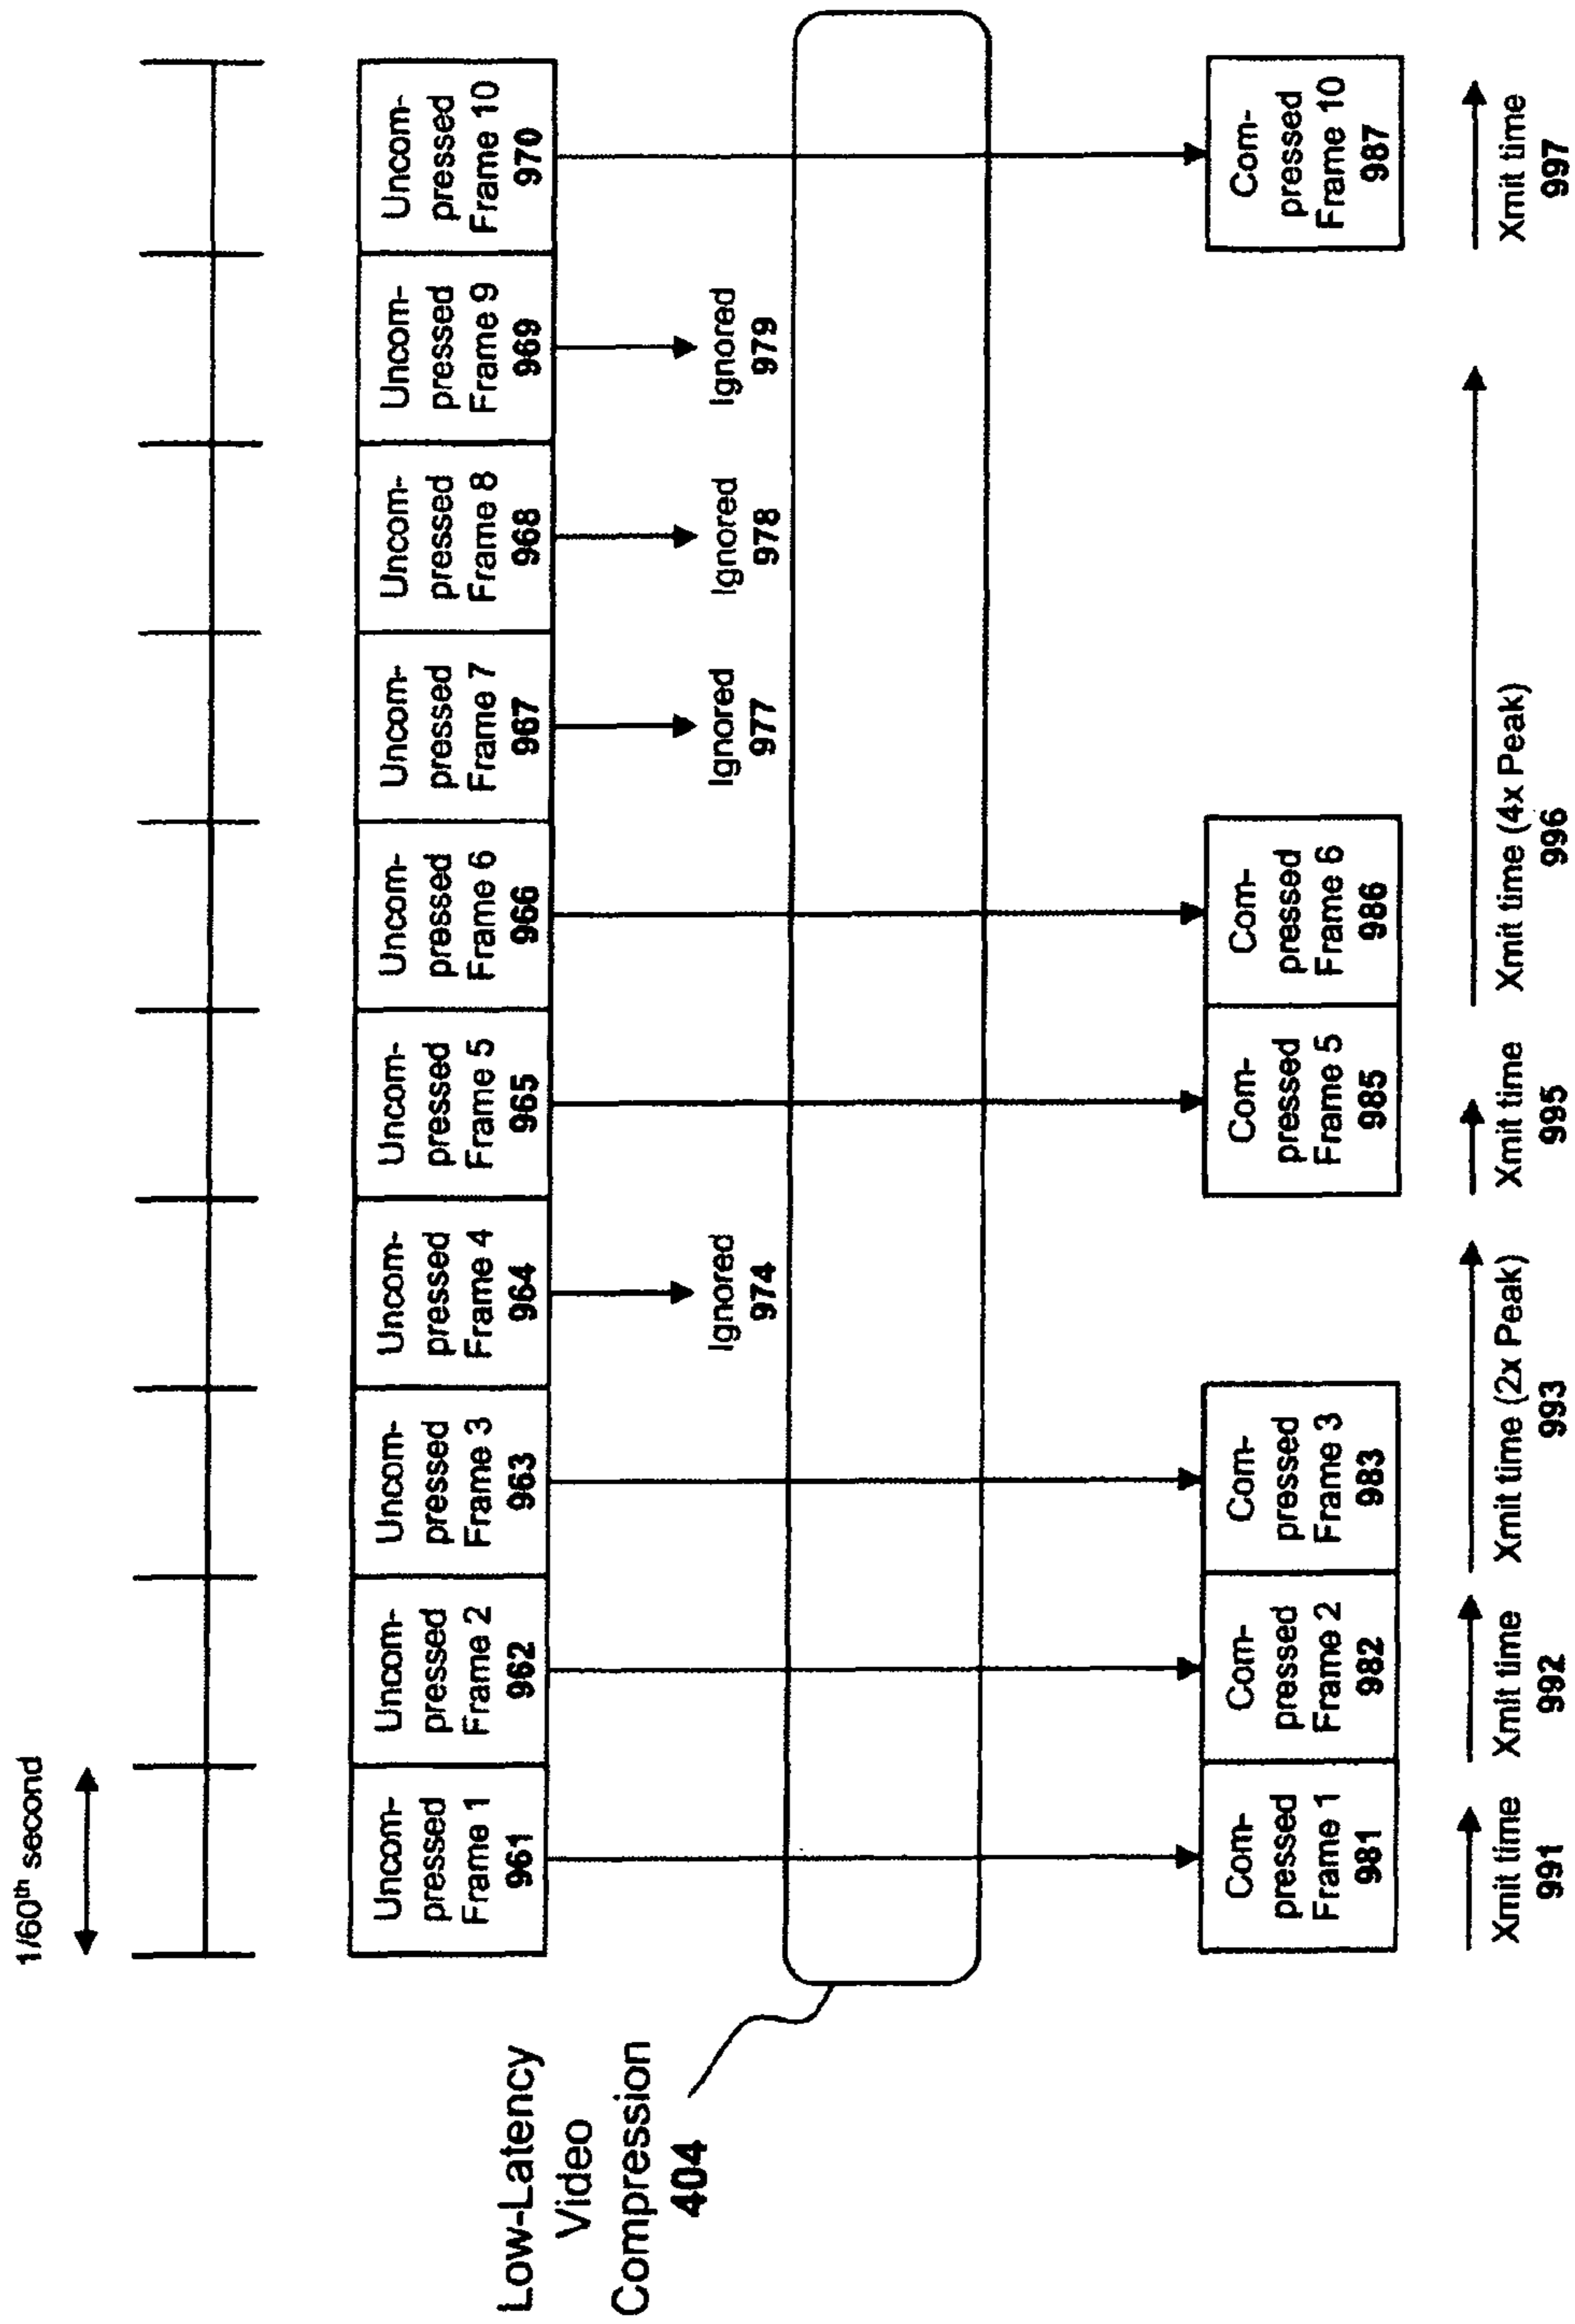 1/60th second
Uncom-
pressed
Frame 1
961
Uncom-
pressed
Frame 2
962
Uncom-
pressed
Frame 3
963
Uncom-
pressed
Frame 4
964
Uncom-
pressed
Frame 5
965
Uncom-
pressed
Frame 6
966
Uncom-
pressed
Frame 7
967
Uncom-
pressed
Frame 8
968
Uncom-
pressed
Frame 9
969
Uncom-
pressed
Frame 10
970
Ignored
974
Ignored
977
Ignored
978
Ignored
979
Low-Latency
Video
Compression
404
Com-
pressed
Frame 1
981
Com-
pressed
Frame 2
982
Com-
pressed
Frame 3
983
Com-
pressed
Frame 5
985
Com-
pressed
Frame 6
986
Com-
pressed
Frame 10
987
Xmit time
991
Xmit time
992
Xmit time (2x Peak)
993
Xmit time
995
Xmit time (4x Peak)
996
Xmit time
997